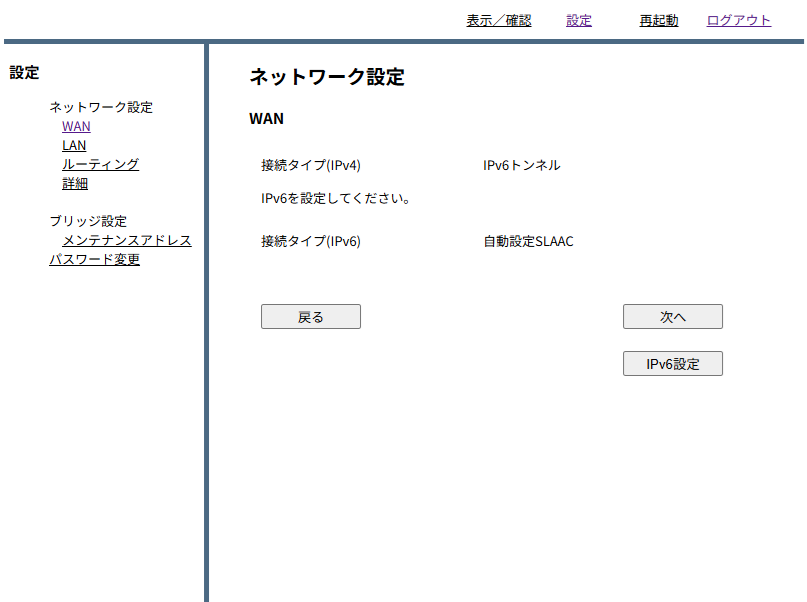 表示／確認 設定 再起動 ログアウト
設定
ネットワーク設定
WAN
LAN
ルーティング
詳細
ブリッジ設定
メンテナンスアドレス
パスワード変更
ネットワーク設定
WAN
接続タイプ(IPv4) IPv6トンネル
IPv6を設定してください。
接続タイプ(IPv6) 自動設定SLAAC
戻る 次へ
IPv6設定